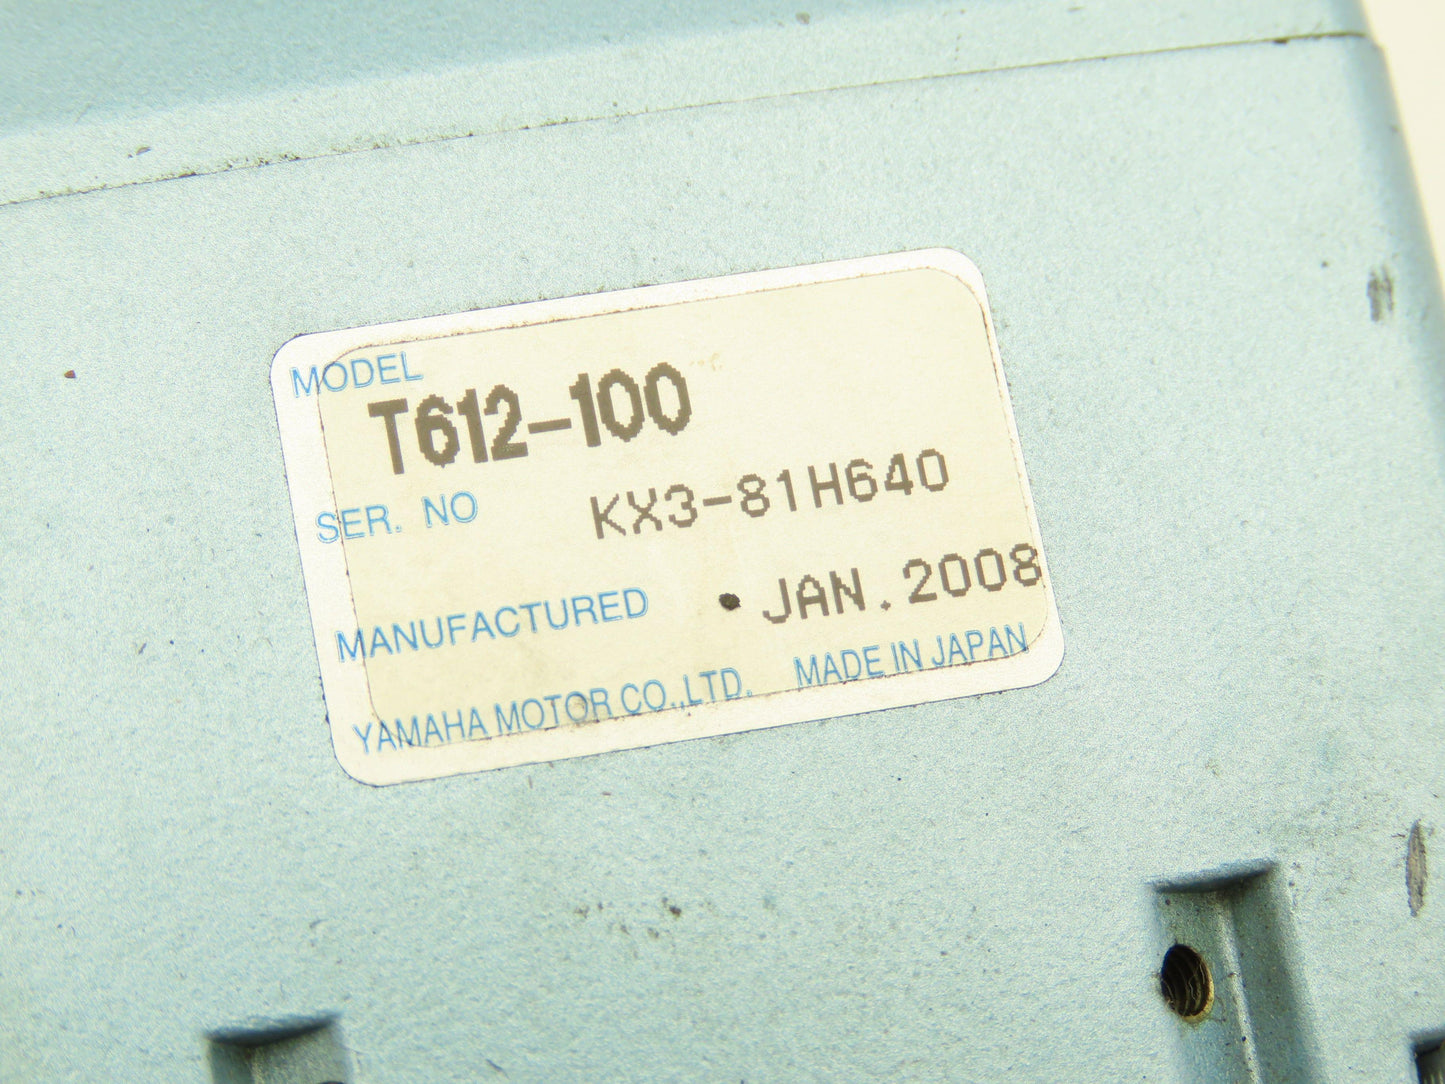 MODEL
T612-100
SER. NO KX3-81H640
MANUFACTURED JAN.2008
YAMAHA MOTOR CO.,LTD. MADE IN JAPAN